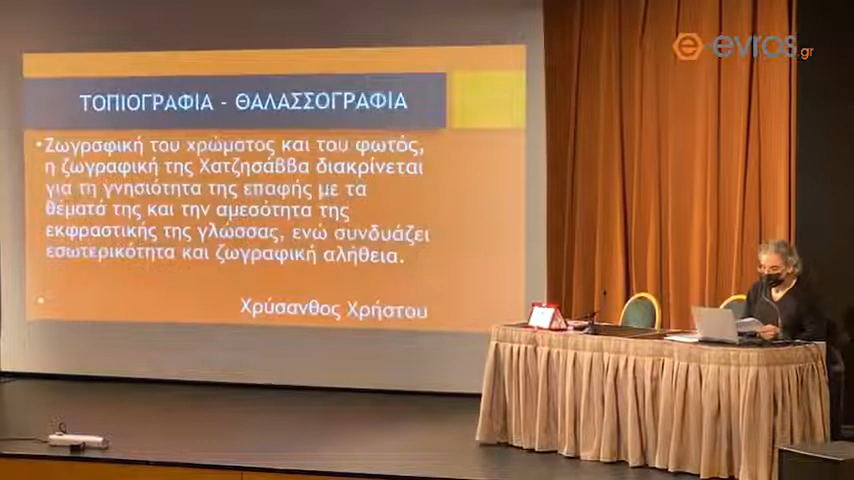 e-evros.gr
ΤΟΠΙΟΓΡΑΦΙΑ - ΘΑΛΑΣΣΟΓΡΑΦΙΑ
•Ζωγραφική του χρώματος και του φωτός,
η ζωγραφική της Χατζησάββα διακρίνεται
για τη γνησιότητα της επαφής με τα
θέματά της και την αμεσότητα της
εκφραστικής της γλώσσας, ενώ συνδυάζει
εσωτερικότητα και ζωγραφική αλήθεια.
Χρύσανθος Χρήστου